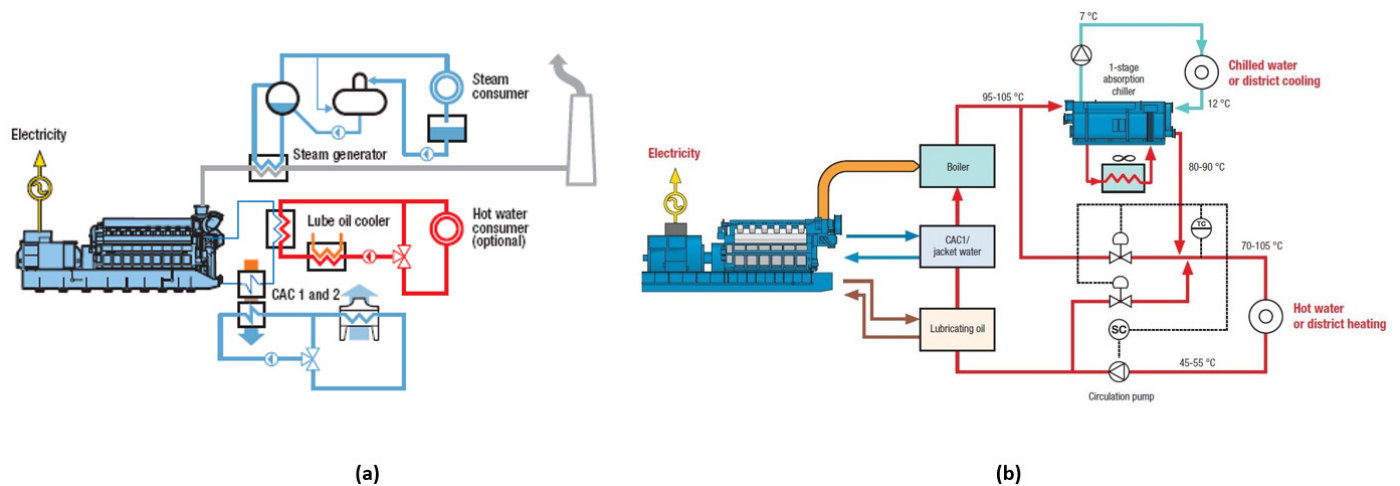 Electricity
Steam
consumer
Steam generator
Lube oil cooler
Hot water
consumer
(optional)
CAC 1 and 2
(a)
Electricity
Boiler
CAC1/
jacket water
Lubricating oil
95-105 °C
7 °C
1-stage
absorption
chiller
Chilled water
or district cooling
12 °C
80-90 °C
TC
70-105 °C
Hot water
or district heating
SC
45-55 °C
Circulation pump
(b)